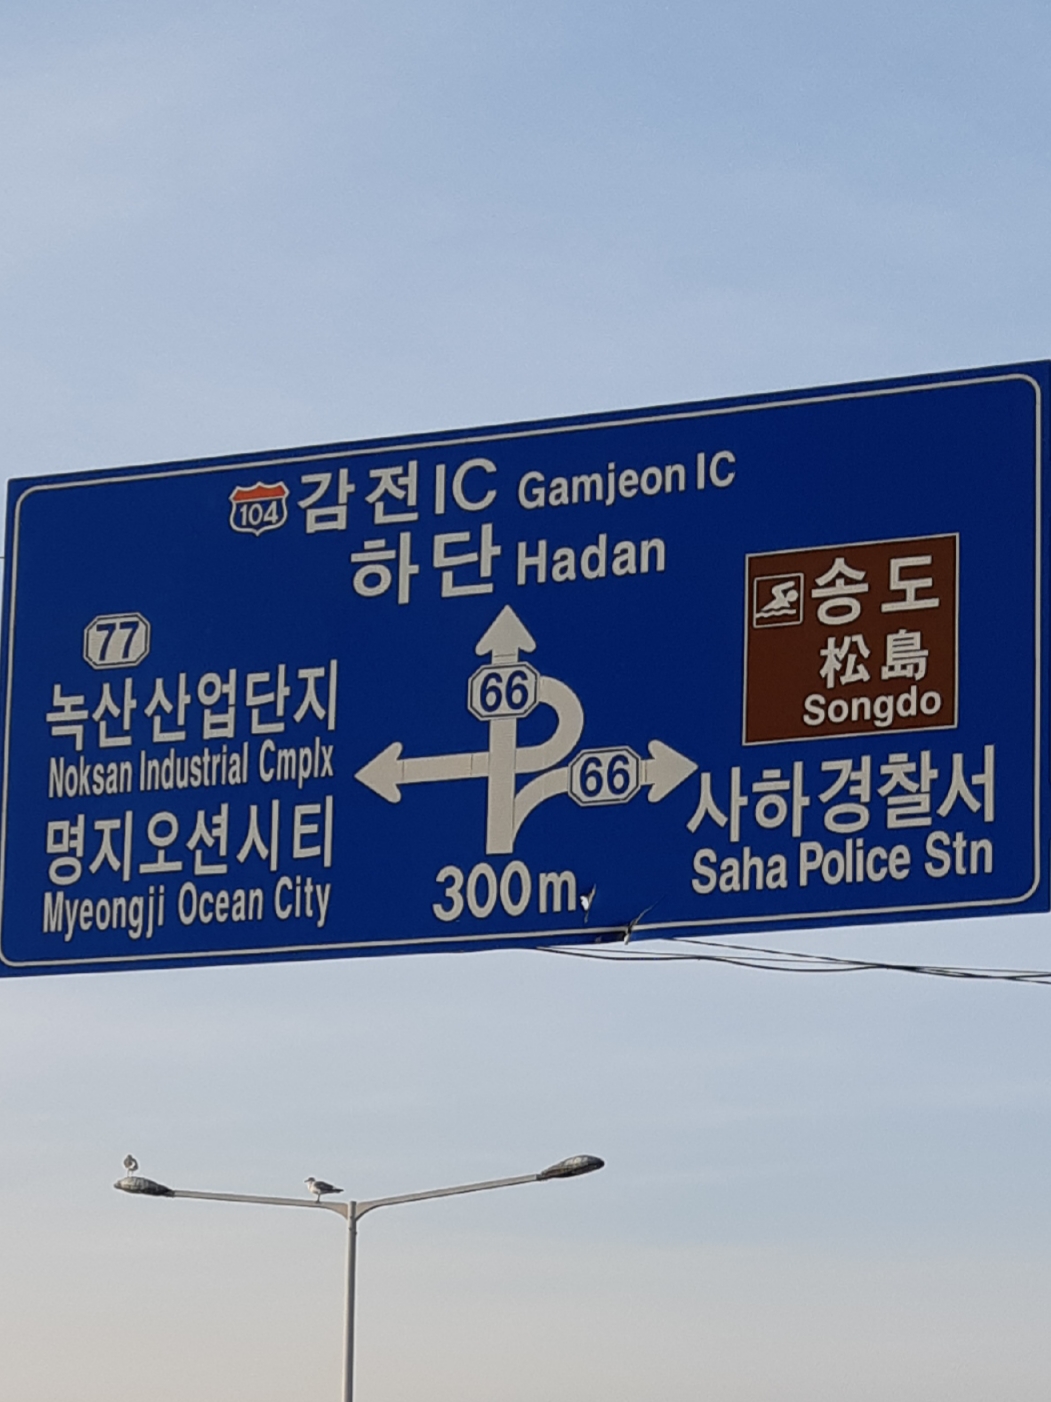 104 감전IC Gamjeon IC
하단 Hadan
77
녹산산업단지
Noksan Industrial Cmplx
명지오션시티
Myeongji Ocean City
66
66
300m
송도
松島
Songdo
사하경찰서
Saha Police Stn